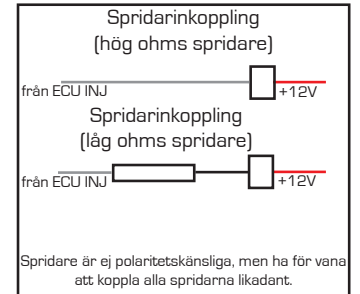 Spridarinkoppling
(hög ohms spridare)
från ECU INJ
+12V
Spridarinkoppling
(låg ohms spridare)
från ECU INJ
+12V
Spridare är ej polaritetskänsliga, men ha för vana
att koppla alla spridarna likadant.